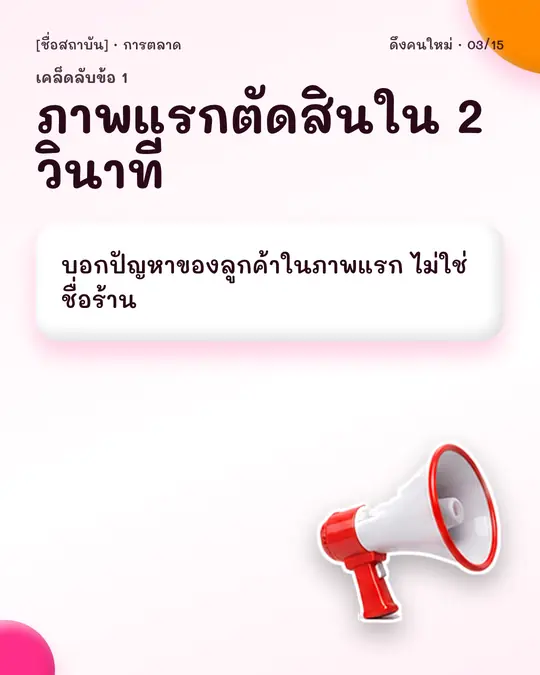 [ชื่อสถาบัน] · การตลาด
ดึงคนใหม่ · 03/15
เคล็ดลับข้อ 1
ภาพแรกตัดสินใน 2
วินาที
บอกปัญหาของลูกค้าในภาพแรก ไม่ใช่
ชื่อร้าน